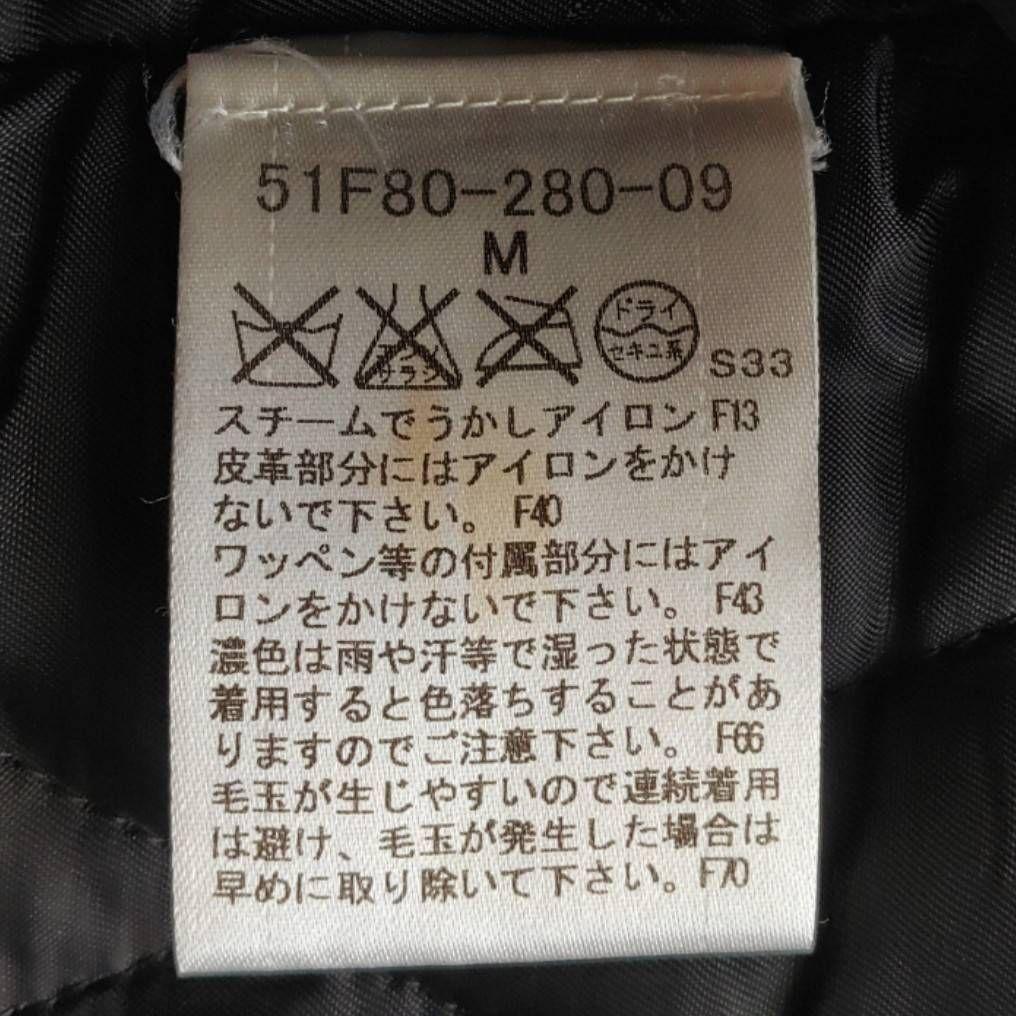 51F80-280-09
M
エンソ
サラシ
ドライ
セキユ系
S33
スチームでうかしアイロン F13
皮革部分にはアイロンをかけ
ないで下さい。 F40
ワッペン等の付属部分にはアイ
ロンをかけないで下さい。 F43
濃色は雨や汗等で湿った状態で
着用すると色落ちすることがあ
りますのでご注意下さい。 F66
毛玉が生じやすいので連続着用
は避け、毛玉が発生した場合は
早めに取り除いて下さい。F70